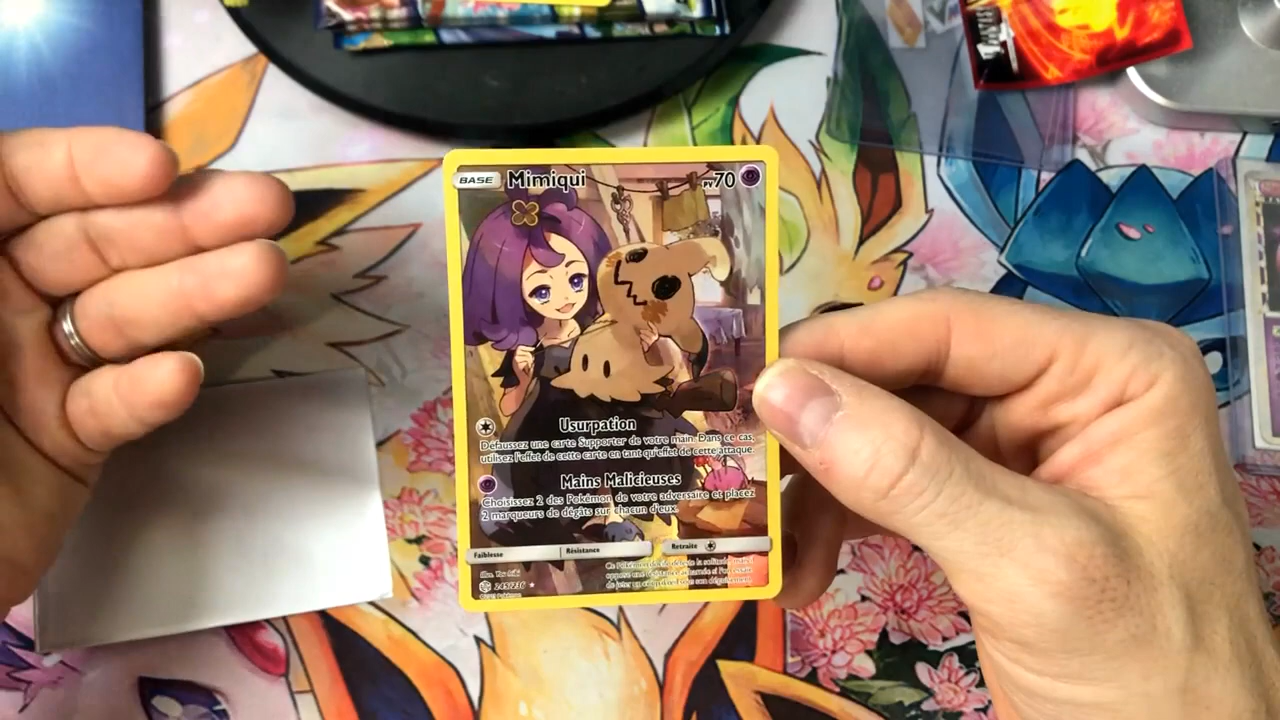 BASE Mimiqui PV70
Usurpation
Défaussez une carte Supporter de votre main. Dans ce cas,
utilisez l'effet de cette carte en tant qu'effet de cette attaque.
Mains Malicieuses
Choisissez 2 des Pokémon de votre adversaire et placez
2 marqueurs de dégâts sur chacun d'eux.
Faiblesse Résistance Retraite
245/236